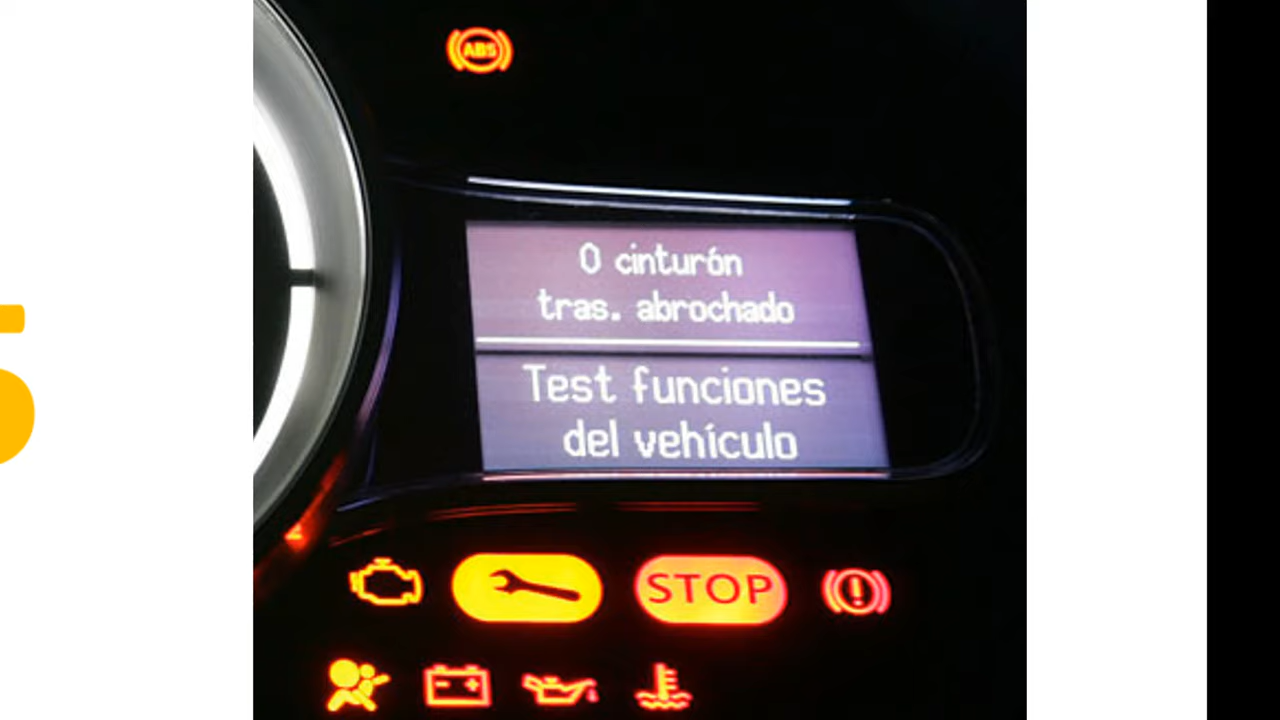 ABS
0 cinturón
tras. abrochado
Test funciones
del vehículo
STOP